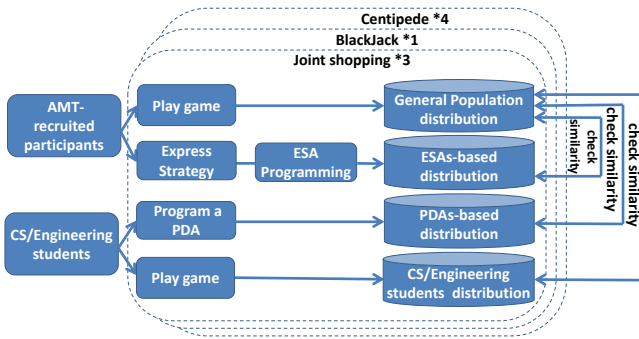 Centipede *4
BlackJack *1
Joint shopping *3
AMT-
recruited
participants
Play game
General Population
distribution
Express
Strategy
ESA
Programming
ESAs-based
distribution
check
similarity
check similarity
check similarity
CS/Engineering
students
Program a
PDA
PDAs-based
distribution
Play game
CS/Engineering
students distribution